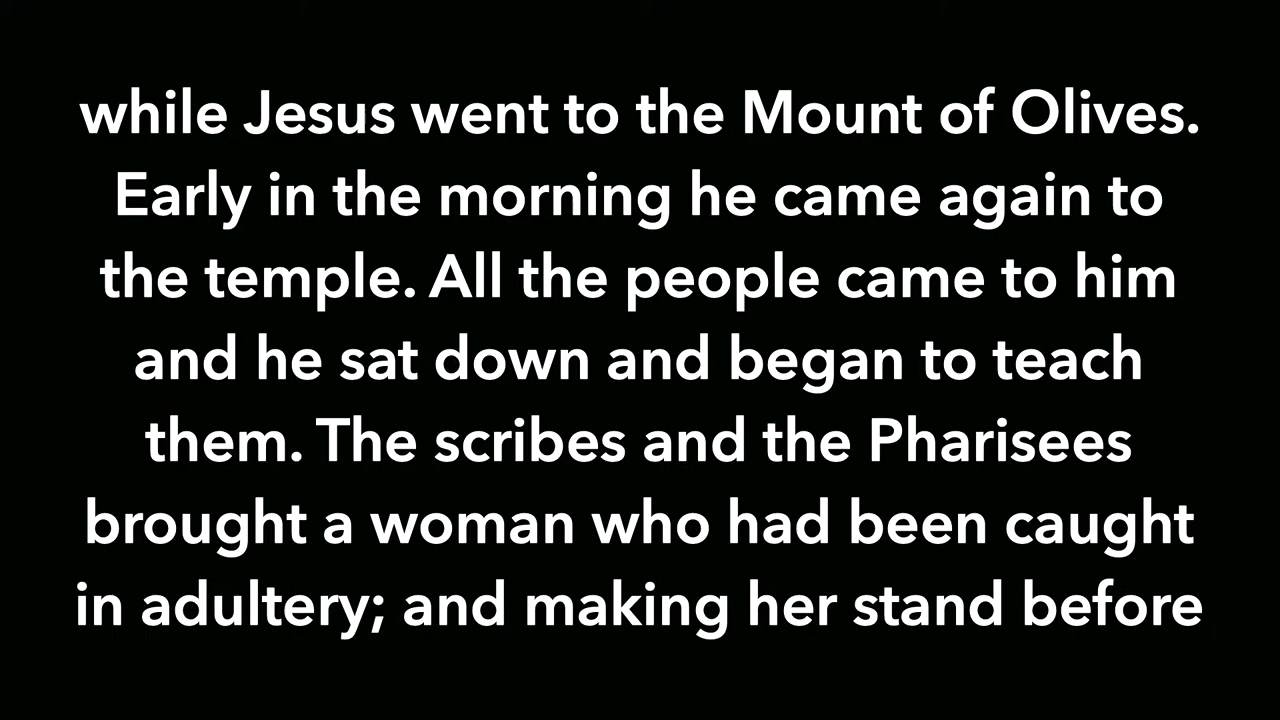 while Jesus went to the Mount of Olives.
Early in the morning he came again to
the temple. All the people came to him
and he sat down and began to teach
them. The scribes and the Pharisees
brought a woman who had been caught
in adultery; and making her stand before